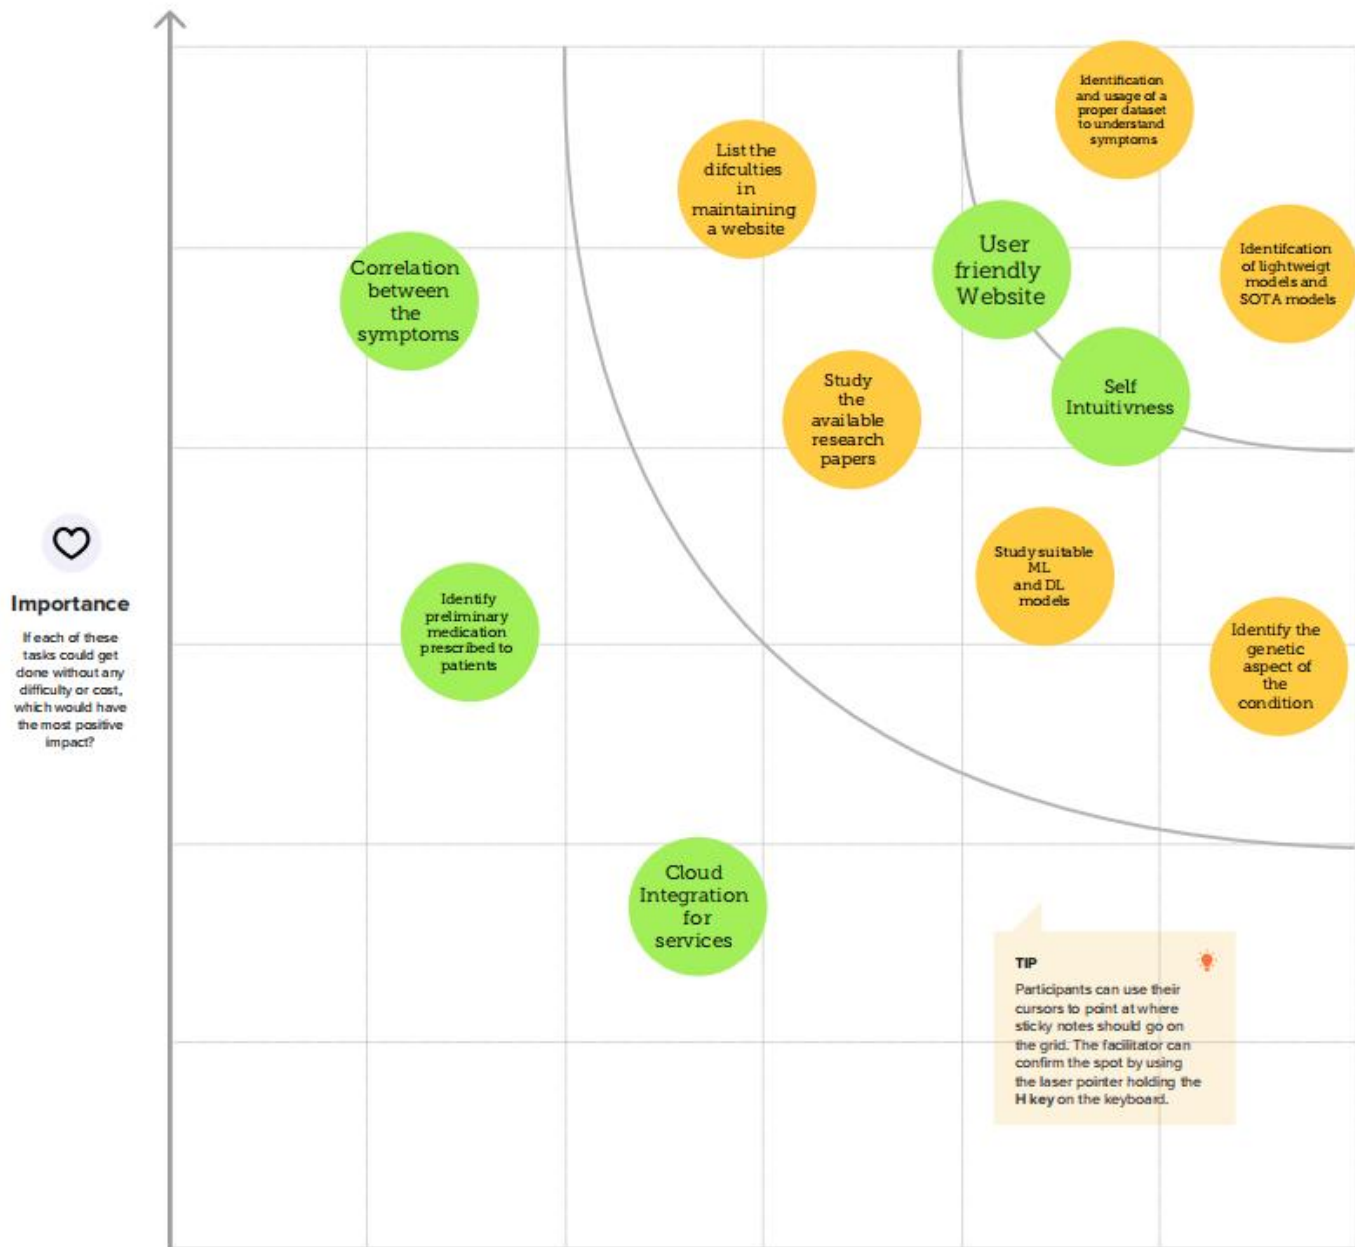 Identification
and usage of a
proper dataset
to understand
symptoms
List the
difculties
in
maintaining
a website
User
friendly
Website
Identifcation
of lightweigt
models and
SOTA models
Correlation
between
the
symptoms
Study
the
available
research
papers
Self
Intuitivness
Study suitable
ML
and DL
models
Identify
preliminary
medication
prescribed to
patients
Identify the
genetic
aspect of
the
condition
Importance
If each of these
tasks could get
done without any
difficulty or cost,
which would have
the most positive
impact?
Cloud
Integration
for
services
TIP
Participants can use their
cursors to point at where
sticky notes should go on
the grid. The facilitator can
confirm the spot by using
the laser pointer holding the
H key on the keyboard.